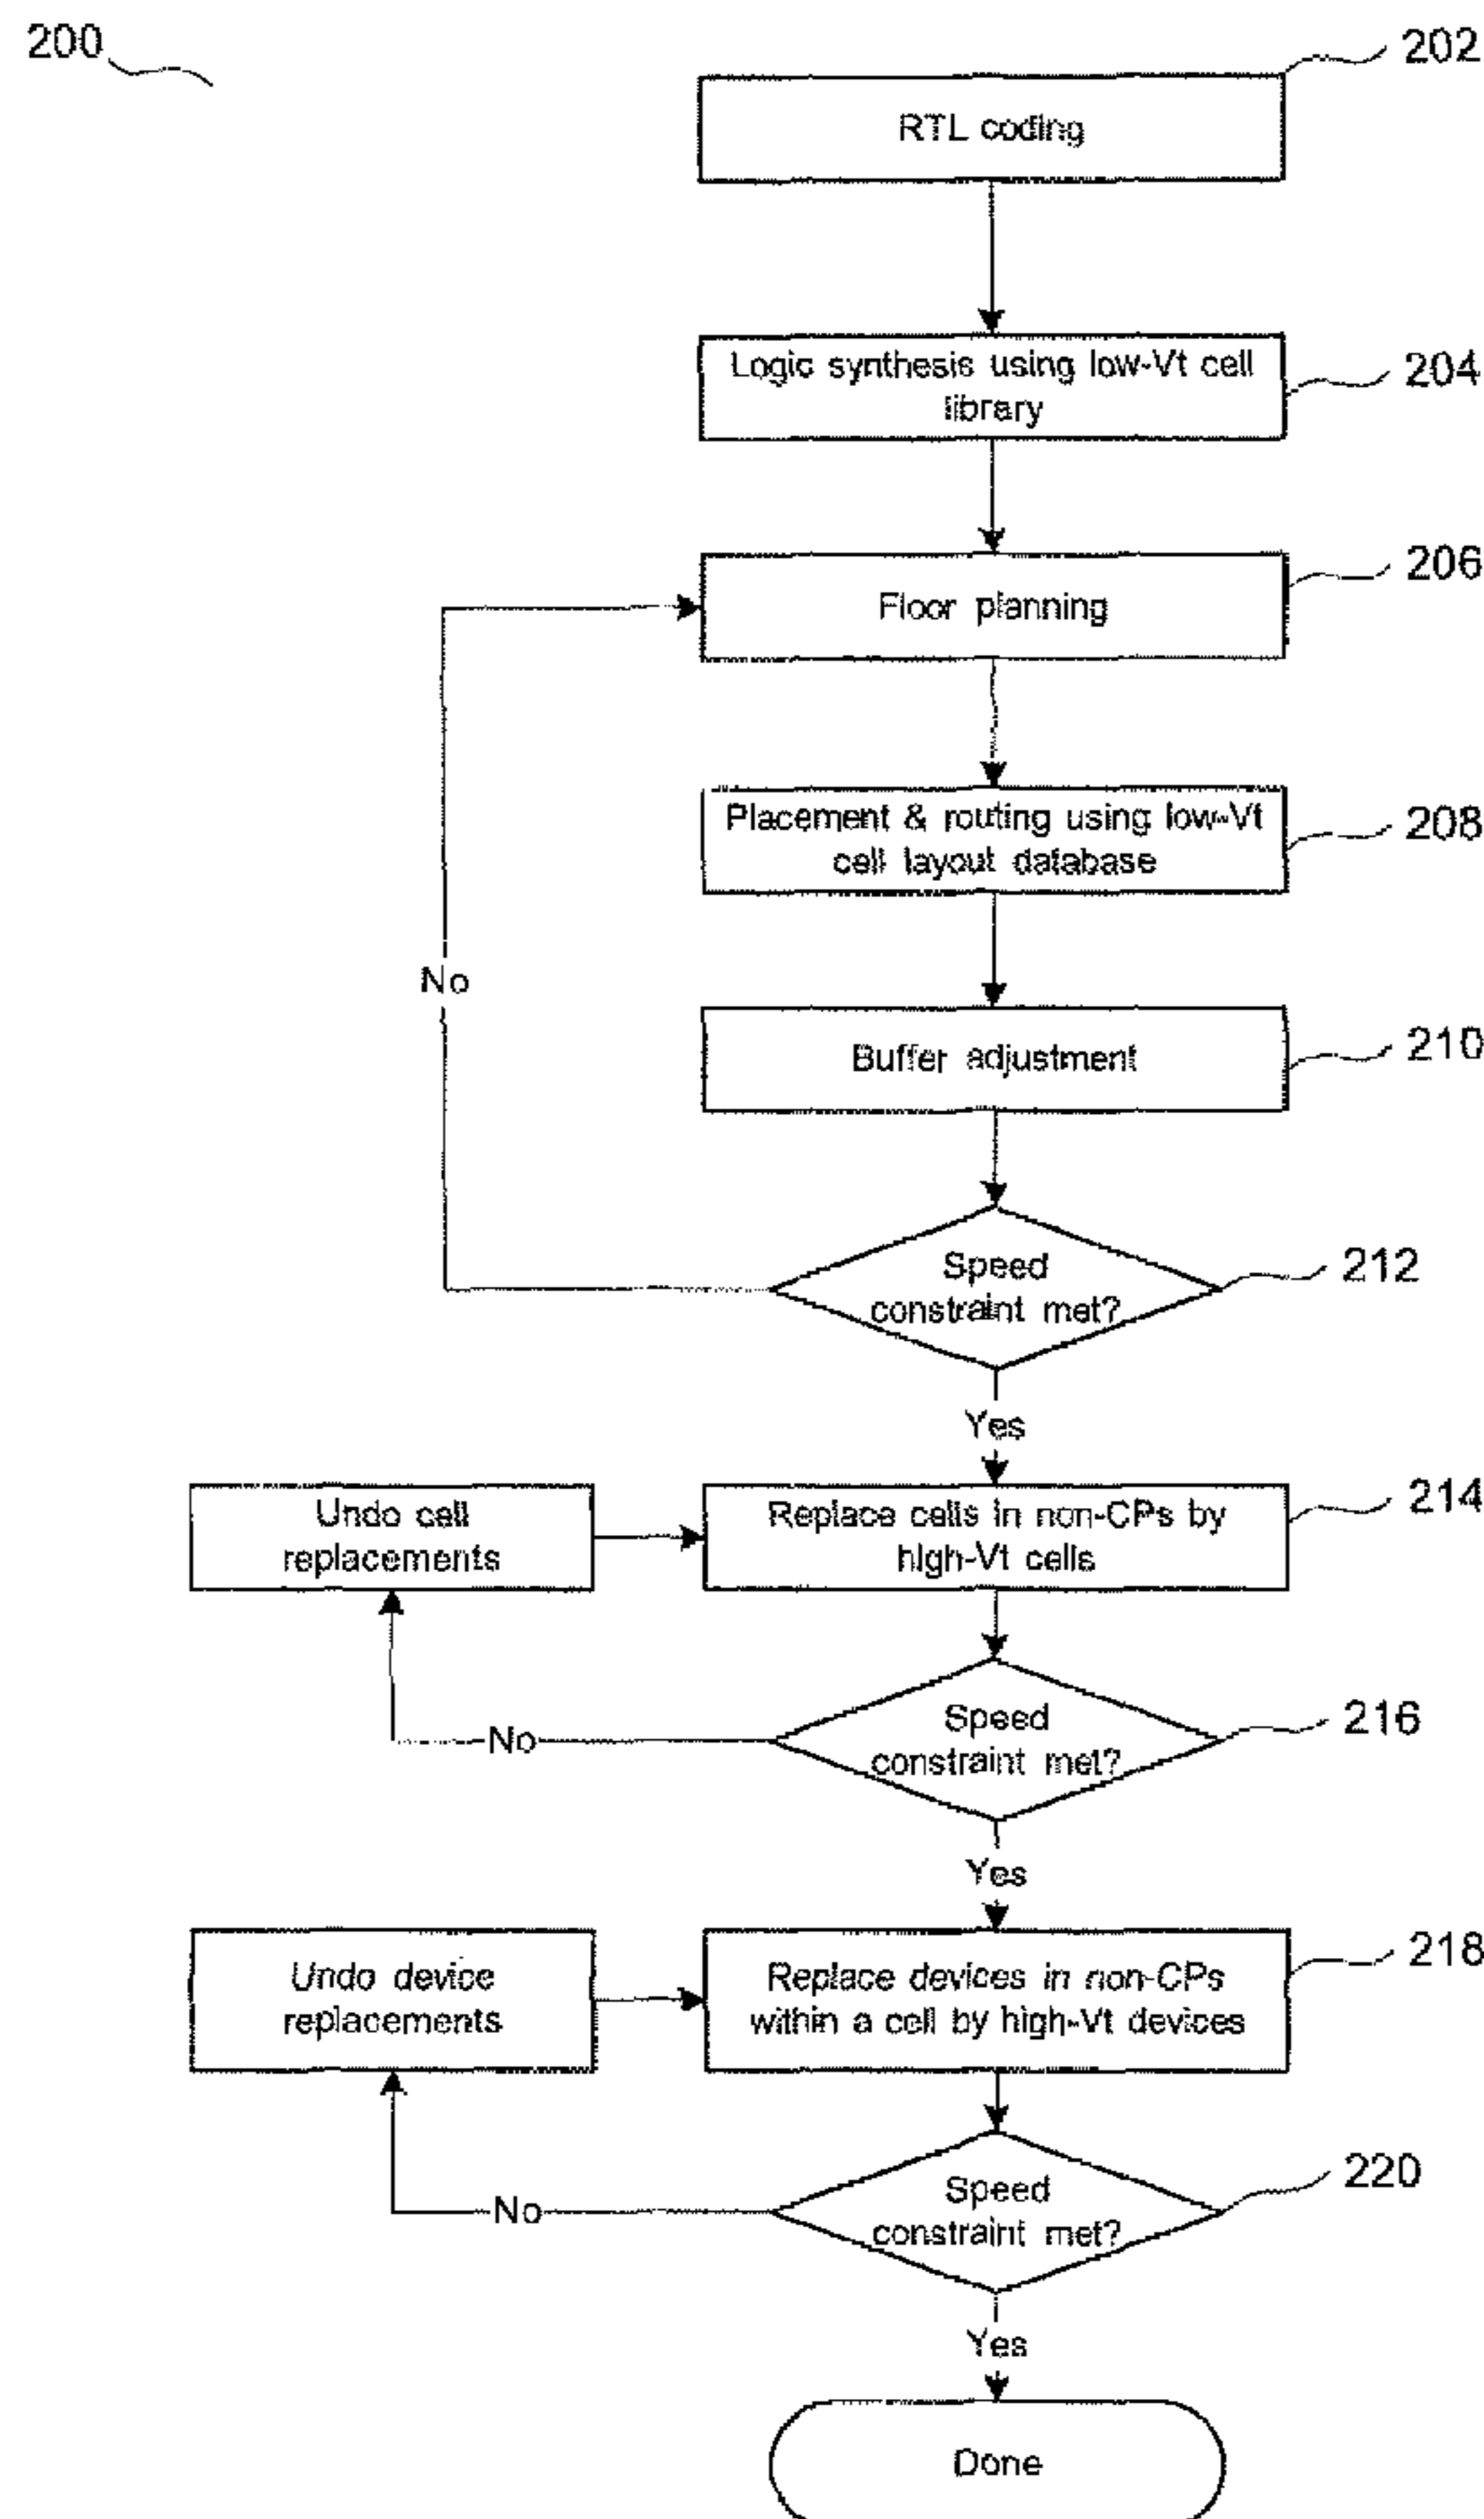 200
202
RTL coding
Logic synthesis using low-Vt cell
library
204
206
Floor planning
Placement & routing using low-Vt
cell layout database
208
No
Buffer adjustment
210
Speed
constraint met?
212
Yes
Undo cell
replacements
Replace cells in non-CPs by
high-Vt cells
214
Speed
constraint met?
216
No
Yes
Undo device
replacements
Replace devices in non-CPs
within a cell by high-Vt devices
218
Speed
constraint met?
220
No
Yes
Done